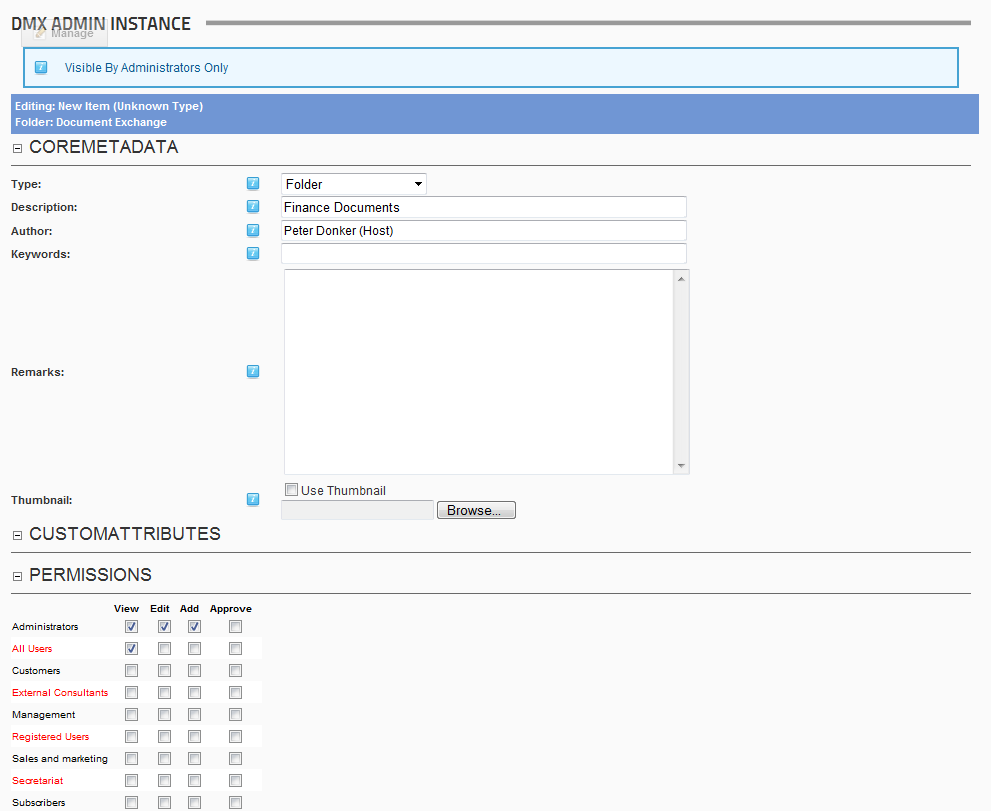 DMX ADMIN INSTANCE
Manage
Visible By Administrators Only
Editing: New Item (Unknown Type)
Folder: Document Exchange
COREMETADATA
Type: Folder
Description: Finance Documents
Author: Peter Donker (Host)
Keywords:
Remarks:
Use Thumbnail
Thumbnail:
Browse...
CUSTOMATTRIBUTES
PERMISSIONS
View Edit Add Approve
Administrators
All Users
Customers
External Consultants
Management
Registered Users
Sales and marketing
Secretariat
Subscribers